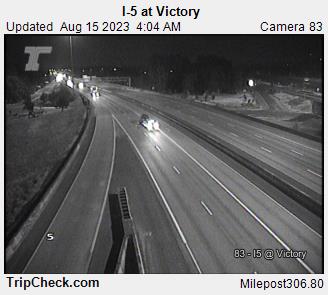 I-5 at Victory
Updated Aug 15 2023 4:04 AM Camera 83
T
S
83 - I5 @ Victory
TripCheck.com Milepost306.80